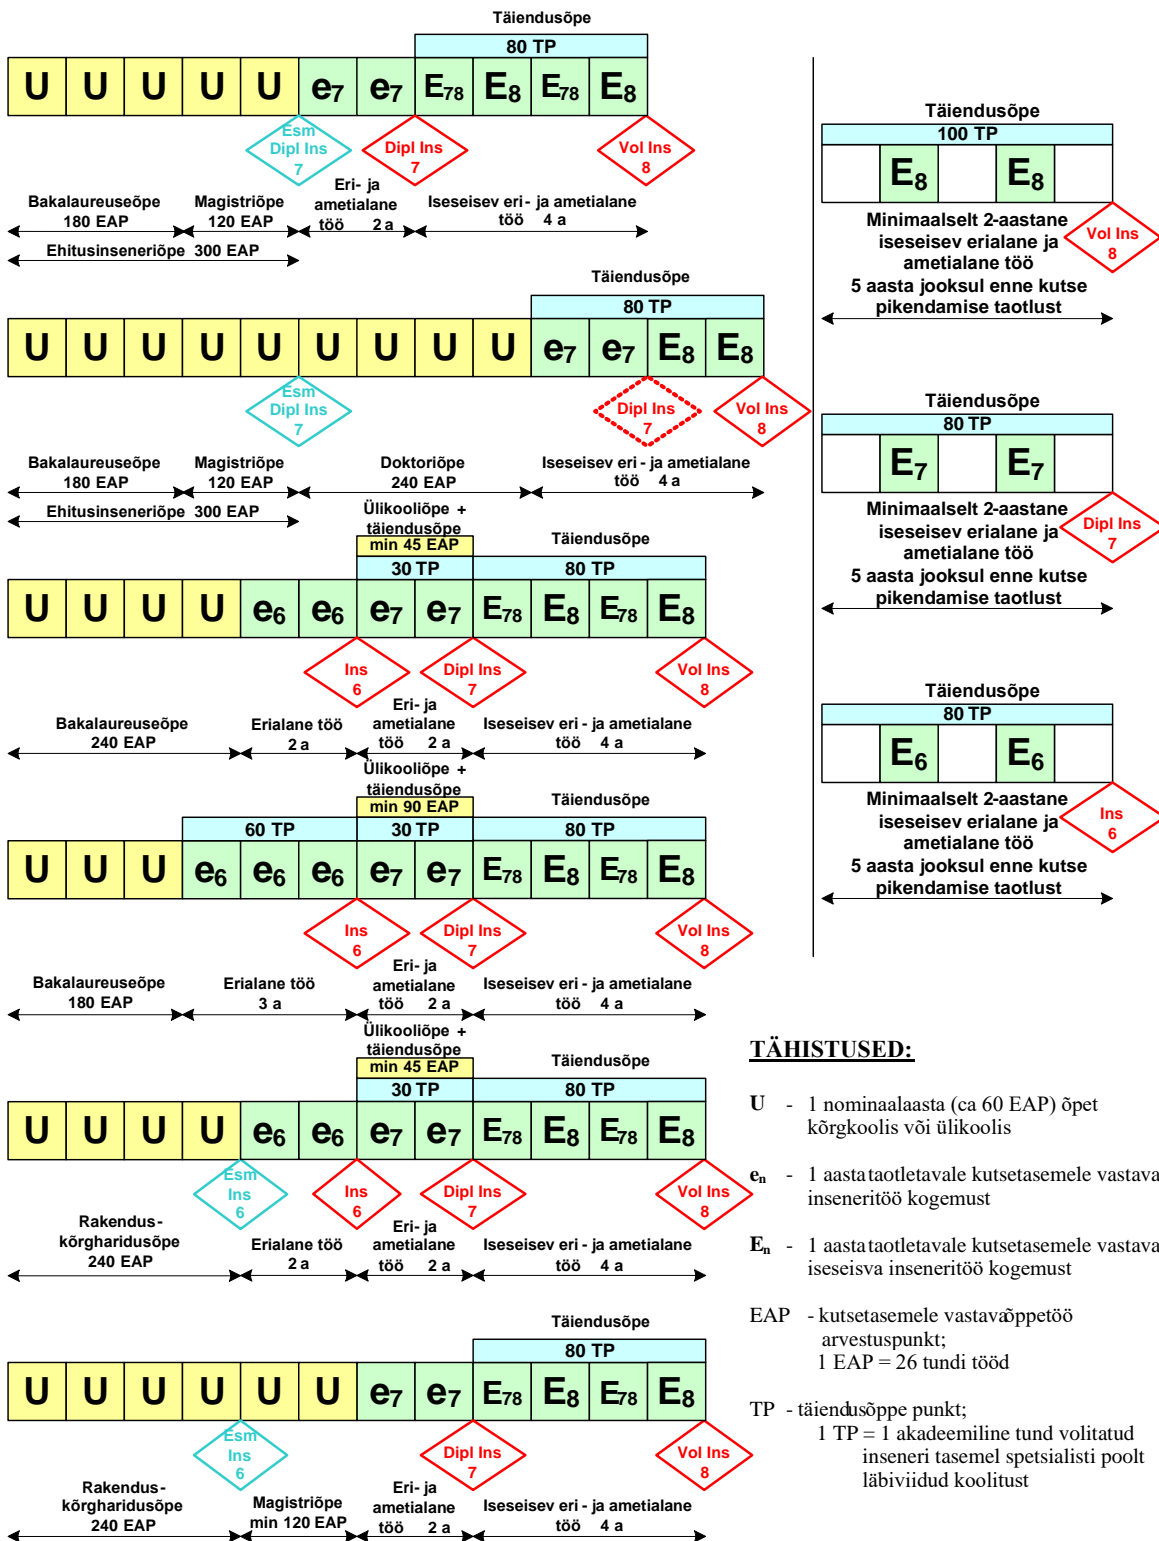 Täiendusõpe
80 TP
U U U U U e7 e7 E78 E8 E78 E8
Esm
Dipl Ins
7
Dipl Ins
7
Vol Ins
8
Bakalaureuseõpe
180 EAP
Magistriõpe
120 EAP
Eri- ja
ametialane
töö 2 a
Iseseisev eri- ja ametialane
töö 4 a
Ehitusinseneriõpe 300 EAP
Täiendusõpe
80 TP
U U U U U U U U U e7 e7 E8 E8
Esm
Dipl Ins
7
Dipl Ins
7
Vol Ins
8
Bakalaureuseõpe
180 EAP
Magistriõpe
120 EAP
Doktoriõpe
240 EAP
Iseseisev eri - ja ametialane
töö 4 a
Ehitusinseneriõpe 300 EAP
Ülikooliõpe +
täiendusõpe
min 45 EAP
30 TP
Täiendusõpe
80 TP
U U U U e6 e6 e7 e7 E78 E8 E78 E8
Ins
6
Dipl Ins
7
Vol Ins
8
Bakalaureuseõpe
240 EAP
Erialane töö
2 a
Eri- ja
ametialane
töö 2 a
Iseseisev eri - ja ametialane
töö 4 a
Ülikooliõpe +
täiendusõpe
min 90 EAP
60 TP
30 TP
Täiendusõpe
80 TP
U U U e6 e6 e6 e7 e7 E78 E8 E78 E8
Ins
6
Dipl Ins
7
Vol Ins
8
Bakalaureuseõpe
180 EAP
Erialane töö
3 a
Eri- ja
ametialane
töö 2 a
Iseseisev eri - ja ametialane
töö 4 a
Ülikooliõpe +
täiendusõpe
min 45 EAP
30 TP
Täiendusõpe
80 TP
U U U U e6 e6 e7 e7 E78 E8 E78 E8
Esm
Ins
6
Ins
6
Dipl Ins
7
Vol Ins
8
Rakendus-
kõrgharidusõpe
240 EAP
Erialane töö
2 a
Eri- ja
ametialane
töö 2 a
Iseseisev eri - ja ametialane
töö 4 a
Täiendusõpe
80 TP
U U U U U U e7 e7 E78 E8 E78 E8
Esm
Ins
6
Dipl Ins
7
Vol Ins
8
Rakendus-
kõrgharidusõpe
240 EAP
Magistriõpe
min 120 EAP
Eri- ja
ametialane
töö 2 a
Iseseisev eri - ja ametialane
töö 4 a
Täiendusõpe
100 TP
E8 E8
Vol Ins
8
Minimaalselt 2-aastane
iseseisev erialane ja
ametialane töö
5 aasta jooksul enne kutse
pikendamise taotlust
Täiendusõpe
80 TP
E7 E7
Dipl Ins
7
Minimaalselt 2-aastane
iseseisev erialane ja
ametialane töö
5 aasta jooksul enne kutse
pikendamise taotlust
Täiendusõpe
80 TP
E6 E6
Ins
6
Minimaalselt 2-aastane
iseseisev erialane ja
ametialane töö
5 aasta jooksul enne kutse
pikendamise taotlust
TÄHISTUSED:
U - 1 nominaalaasta (ca 60 EAP) õpet
kõrgkoolis või ülikoolis
en - 1 aasta taotletavale kutsetasemele vastava
inseneritöö kogemust
En - 1 aasta taotletavale kutsetasemele vastava
iseseisva inseneritöö kogemust
EAP - kutsetasemele vastava õppetöö
arvestuspunkt;
1 EAP = 26 tundi tööd
TP - täiendusõppe punkt;
1 TP = 1 akadeemiline tund volitatud
inseneri tasemel spetsialisti poolt
läbiviidud koolitust